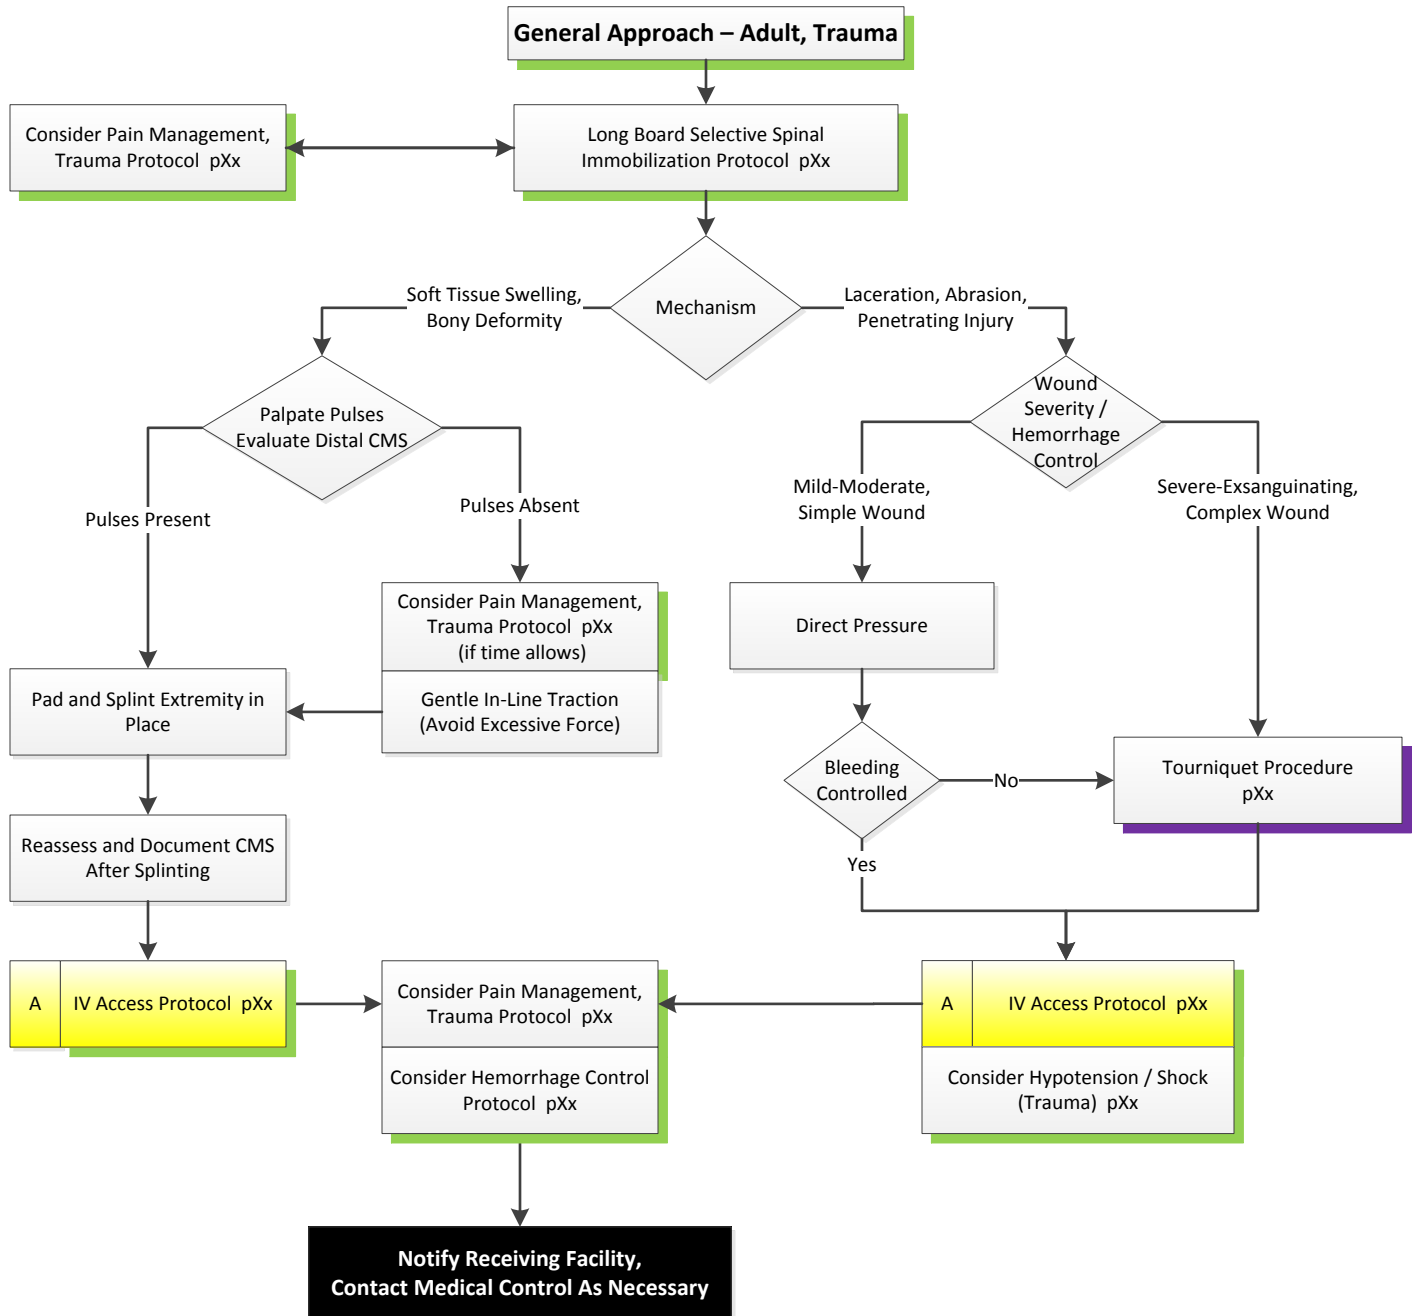 General Approach – Adult, Trauma
Consider Pain Management,
Trauma Protocol pXx
Long Board Selective Spinal
Immobilization Protocol pXx
Mechanism
Soft Tissue Swelling,
Bony Deformity
Laceration, Abrasion,
Penetrating Injury
Palpate Pulses
Evaluate Distal CMS
Wound
Severity /
Hemorrhage
Control
Pulses Present
Pulses Absent
Mild-Moderate,
Simple Wound
Severe-Exsanguinating,
Complex Wound
Consider Pain Management,
Trauma Protocol pXx
(if time allows)
Gentle In-Line Traction
(Avoid Excessive Force)
Direct Pressure
Pad and Splint Extremity in
Place
Bleeding
Controlled
No
Yes
Tourniquet Procedure
pXx
Reassess and Document CMS
After Splinting
A
IV Access Protocol pXx
Consider Pain Management,
Trauma Protocol pXx
Consider Hemorrhage Control
Protocol pXx
A
IV Access Protocol pXx
Consider Hypotension / Shock
(Trauma) pXx
Notify Receiving Facility,
Contact Medical Control As Necessary